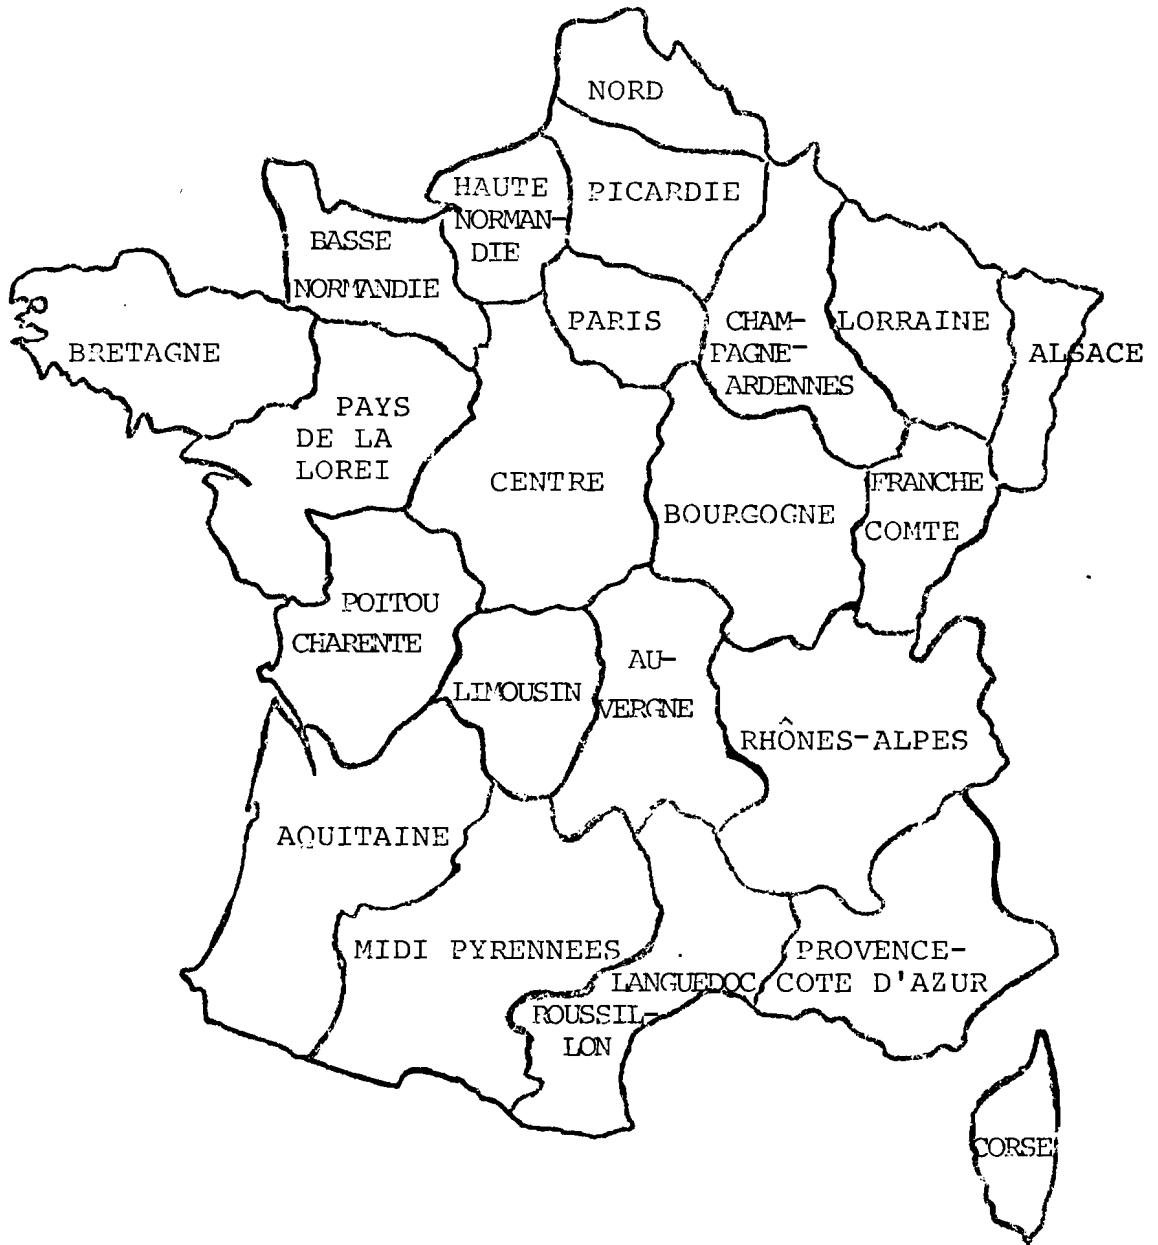 NORD
HAUTE
NORMAN-
DIE
PICARDIE
BASSE
NORMANDIE
PARIS
CHAM-
PAGNE-
ARDENNES
LORRAINE
ALSACE
BRETAGNE
PAYS
DE LA
LOREI
CENTRE
BOURGOGNE
FRANCHE
COMTE
POITOU
CHARENTE
LIMOUSIN
AU-
VERGNE
RHÔNES-ALPES
AQUITAINE
MIDI PYRENNEES
LANGUEDOC
ROUSSIL-
LON
PROVENCE-
COTE D'AZUR
CORSE